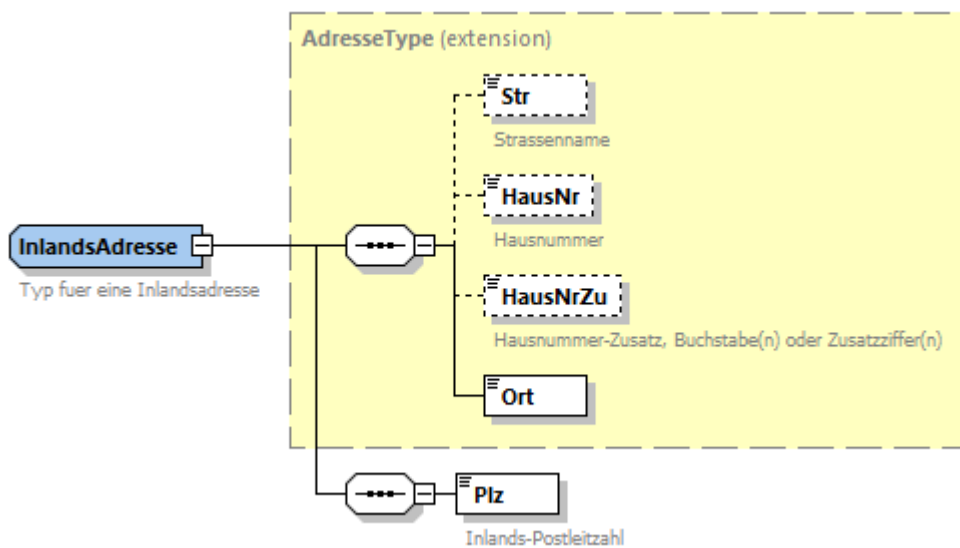 AdresseType (extension)
Str
Strassenname
HausNr
Hausnummer
InlandsAdresse
Typ fuer eine Inlandsadresse
HausNrZu
Hausnummer-Zusatz, Buchstabe(n) oder Zusatzziffer(n)
Ort
Plz
Inlands-Postleitzahl